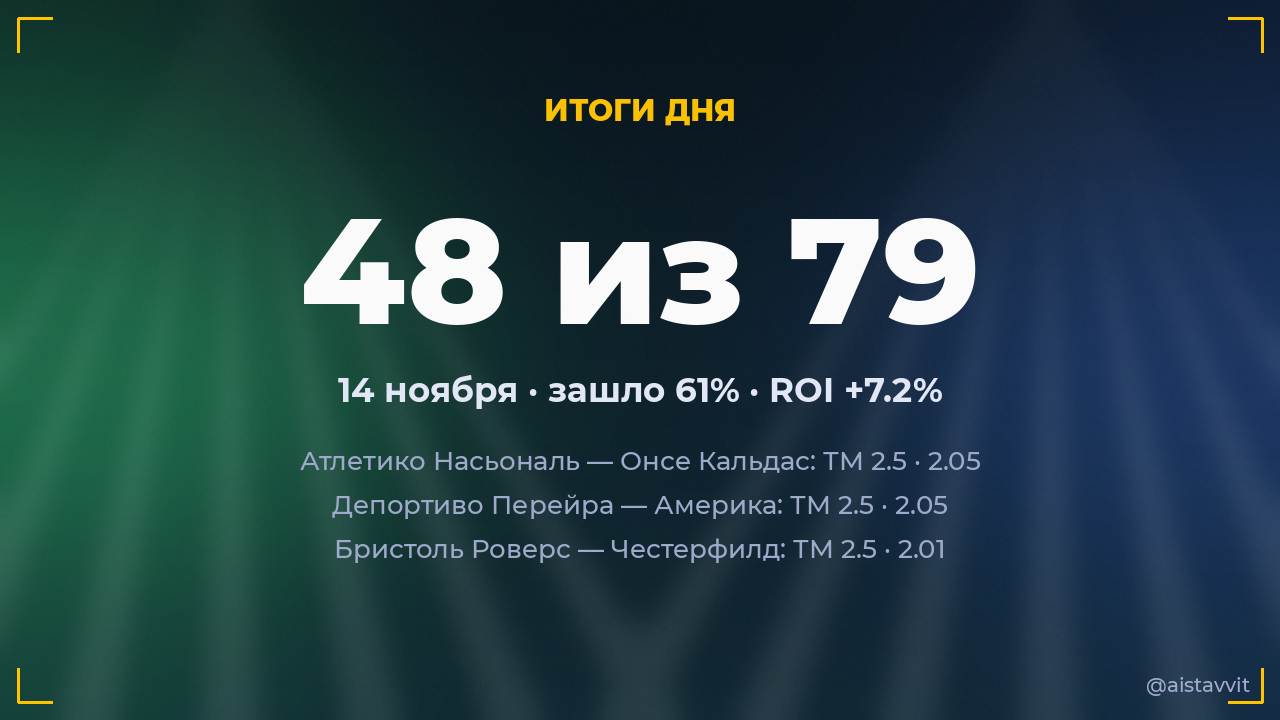 ИТОГИ ДНЯ
48 из 79
14 ноября · зашло 61% · ROI +7.2%
Атлетико Насьональ — Онсе Кальдас: ТМ 2.5 · 2.05
Депортиво Перейра — Америка: ТМ 2.5 · 2.05
Бристоль Роверс — Честерфилд: ТМ 2.5 · 2.01
@aistavvit